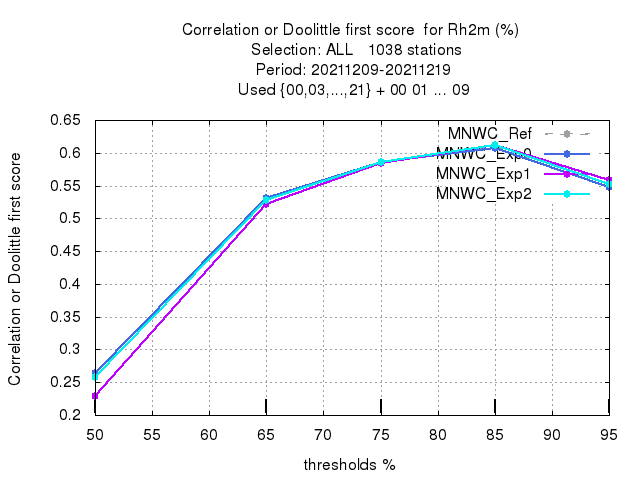 Correlation or Doolittle first score  for Rh2m (%)
Selection: ALL   1038 stations
Period: 20211209-20211219
Used {00,03,...,21} + 00 01 ... 09
Correlation or Doolittle first score
0.65
0.6
0.55
0.5
0.45
0.4
0.35
0.3
0.25
0.2
MNWC_Ref
MNWC_Exp0
MNWC_Exp1
MNWC_Exp2
50 55 60 65 70 75 80 85 90 95
thresholds %